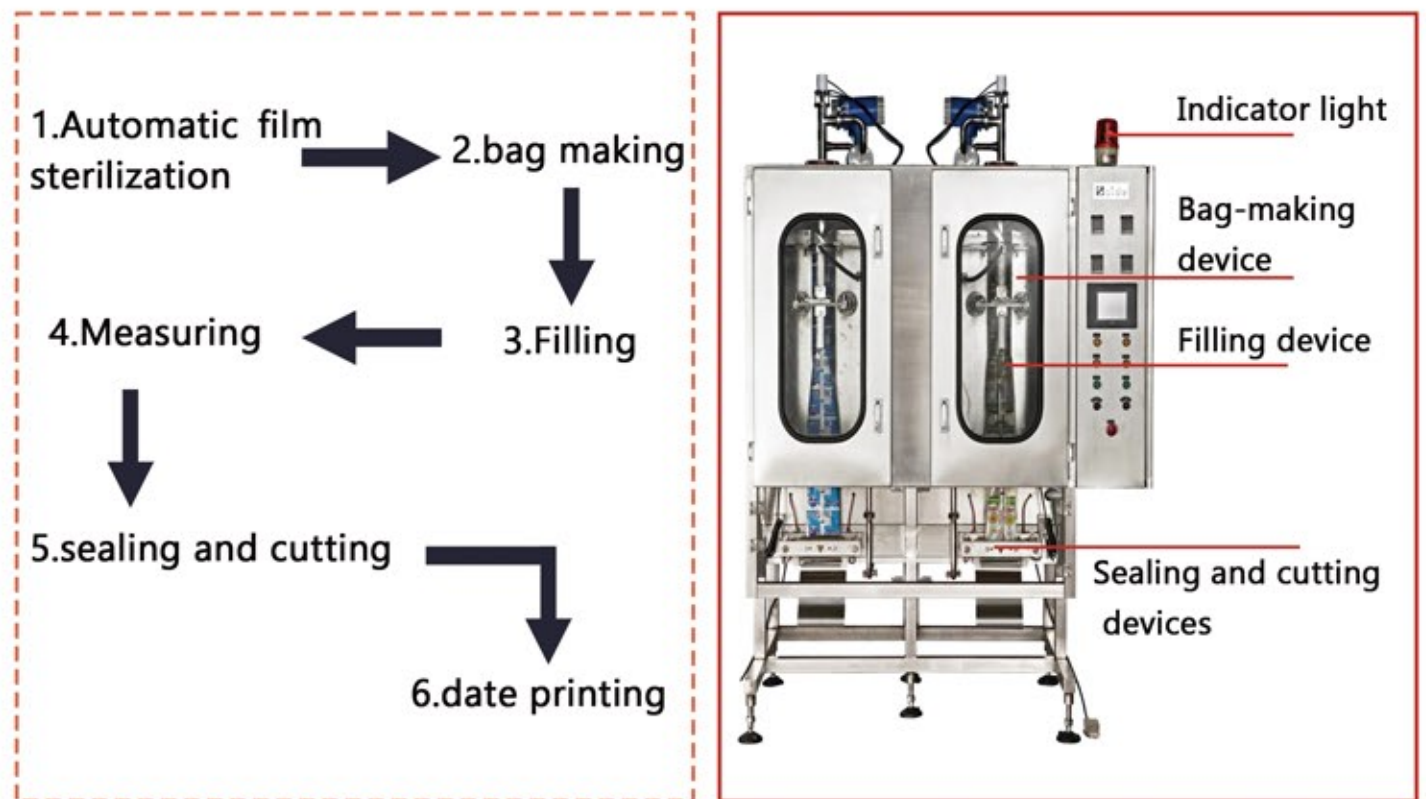 1.Automatic film
sterilization
2.bag making
3.Filling
4.Measuring
5.sealing and cutting
6.date printing
Indicator light
Bag-making
device
Filling device
Sealing and cutting
devices